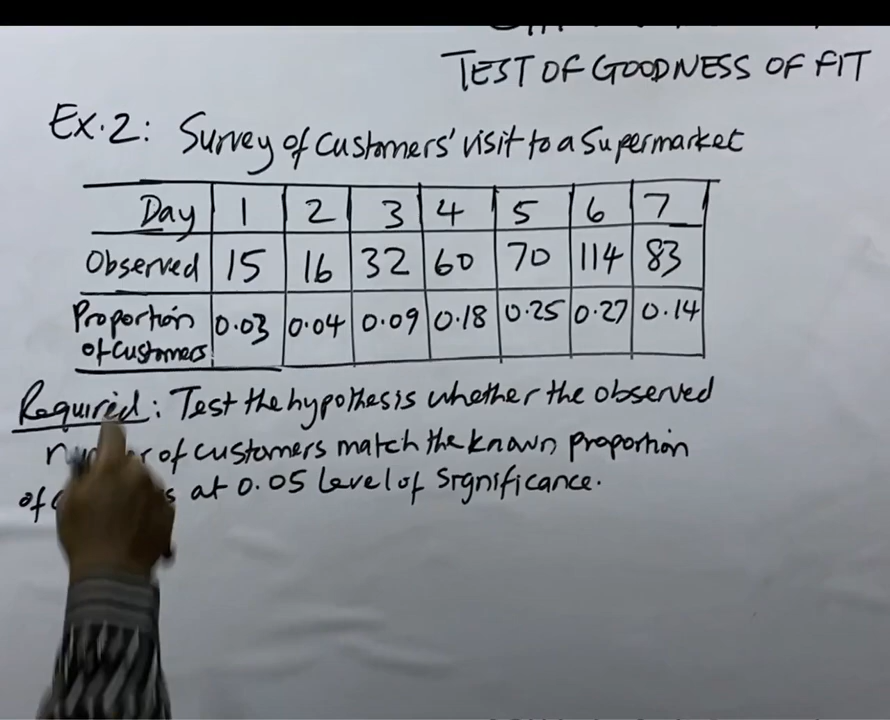 TEST OF GOODNESS OF FIT
Ex.2: Survey of Customers' visit to a Supermarket
Day 1 2 3 4 5 6 7
Observed 15 16 32 60 70 114 83
Proportion of Customers 0.03 0.04 0.09 0.18 0.25 0.27 0.14
Required: Test the hypothesis whether the observed
of customers match the known proportion
of at 0.05 level of significance.